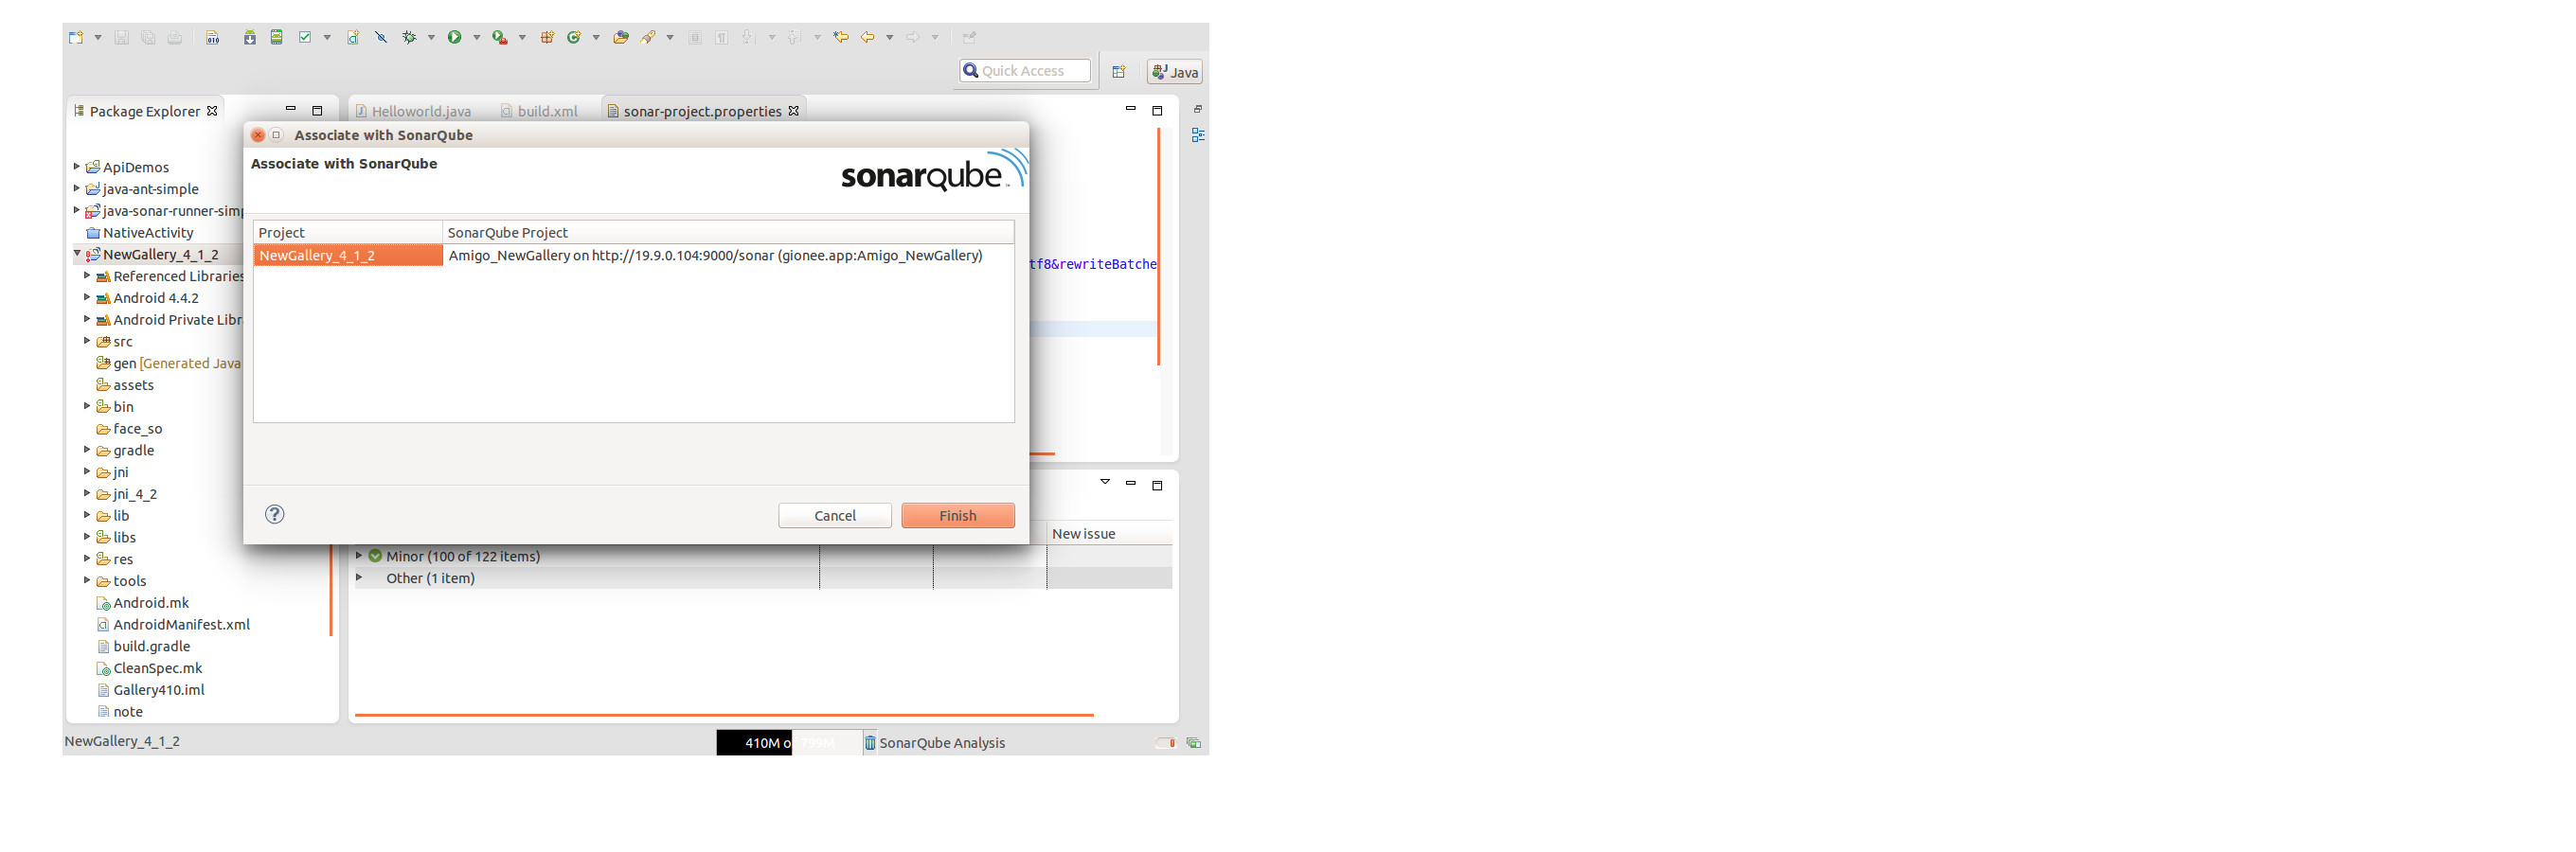 Quick Access
Java
Package Explorer
Helloworld.java
build.xml
sonar-project.properties
Associate with SonarQube
Associate with SonarQube
sonarqube
ApiDemos
java-ant-simple
java-sonar-runner-simp
NativeActivity
NewGallery_4_1_2
Referenced Libraries
Android 4.4.2
Android Private Libr
src
gen [Generated Java
assets
bin
face_so
gradle
jni
jni_4_2
lib
libs
res
tools
Android.mk
AndroidManifest.xml
build.gradle
CleanSpec.mk
Gallery410.iml
note
Project
SonarQube Project
NewGallery_4_1_2
Amigo_NewGallery on http://19.9.0.104:9000/sonar (gionee.app:Amigo_NewGallery)
tf8&rewriteBatche
Cancel
Finish
New issue
Minor (100 of 122 items)
Other (1 item)
NewGallery_4_1_2
410M of 799M
SonarQube Analysis